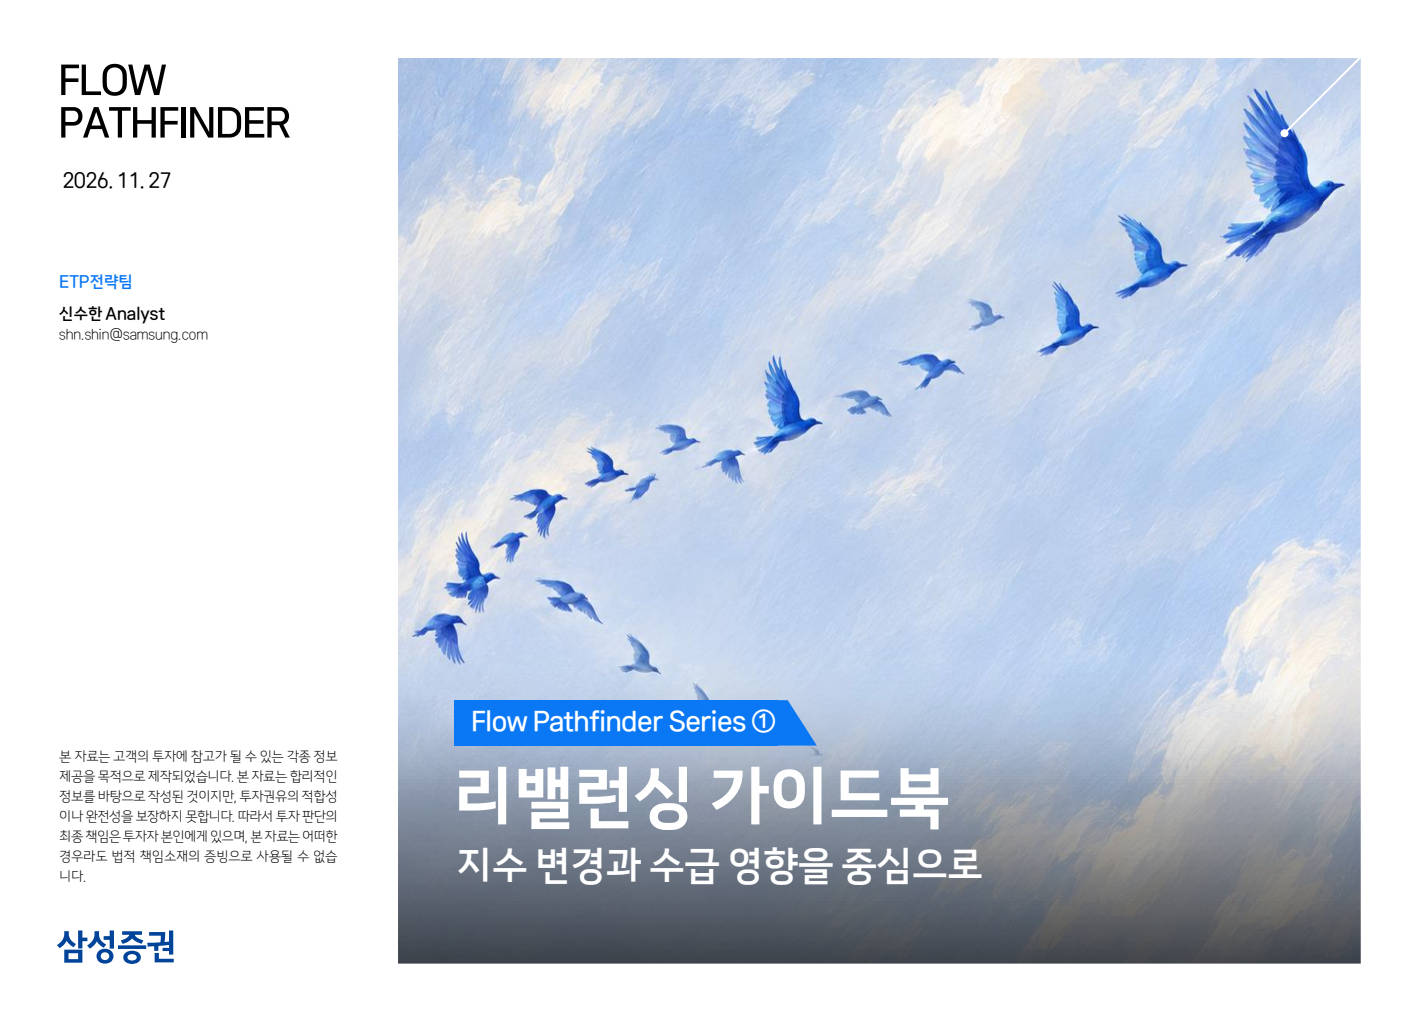 FLOW
PATHFINDER
2026. 11. 27
ETP전략팀
신수한 Analyst
shn.shin@samsung.com
본 자료는 고객의 투자에 참고가 될 수 있는 각종 정보
제공을 목적으로 제작되었습니다. 본 자료는 합리적인
정보를 바탕으로 작성된 것이지만, 투자권유의 적합성
이나 완전성을 보장하지 못합니다. 따라서 투자 판단의
최종 책임은 투자자 본인에게 있으며, 본 자료는 어떠한
경우라도 법적 책임소재의 증빙으로 사용될 수 없습
니다.
삼성증권
Flow Pathfinder Series ①
리밸런싱 가이드북
지수 변경과 수급 영향을 중심으로